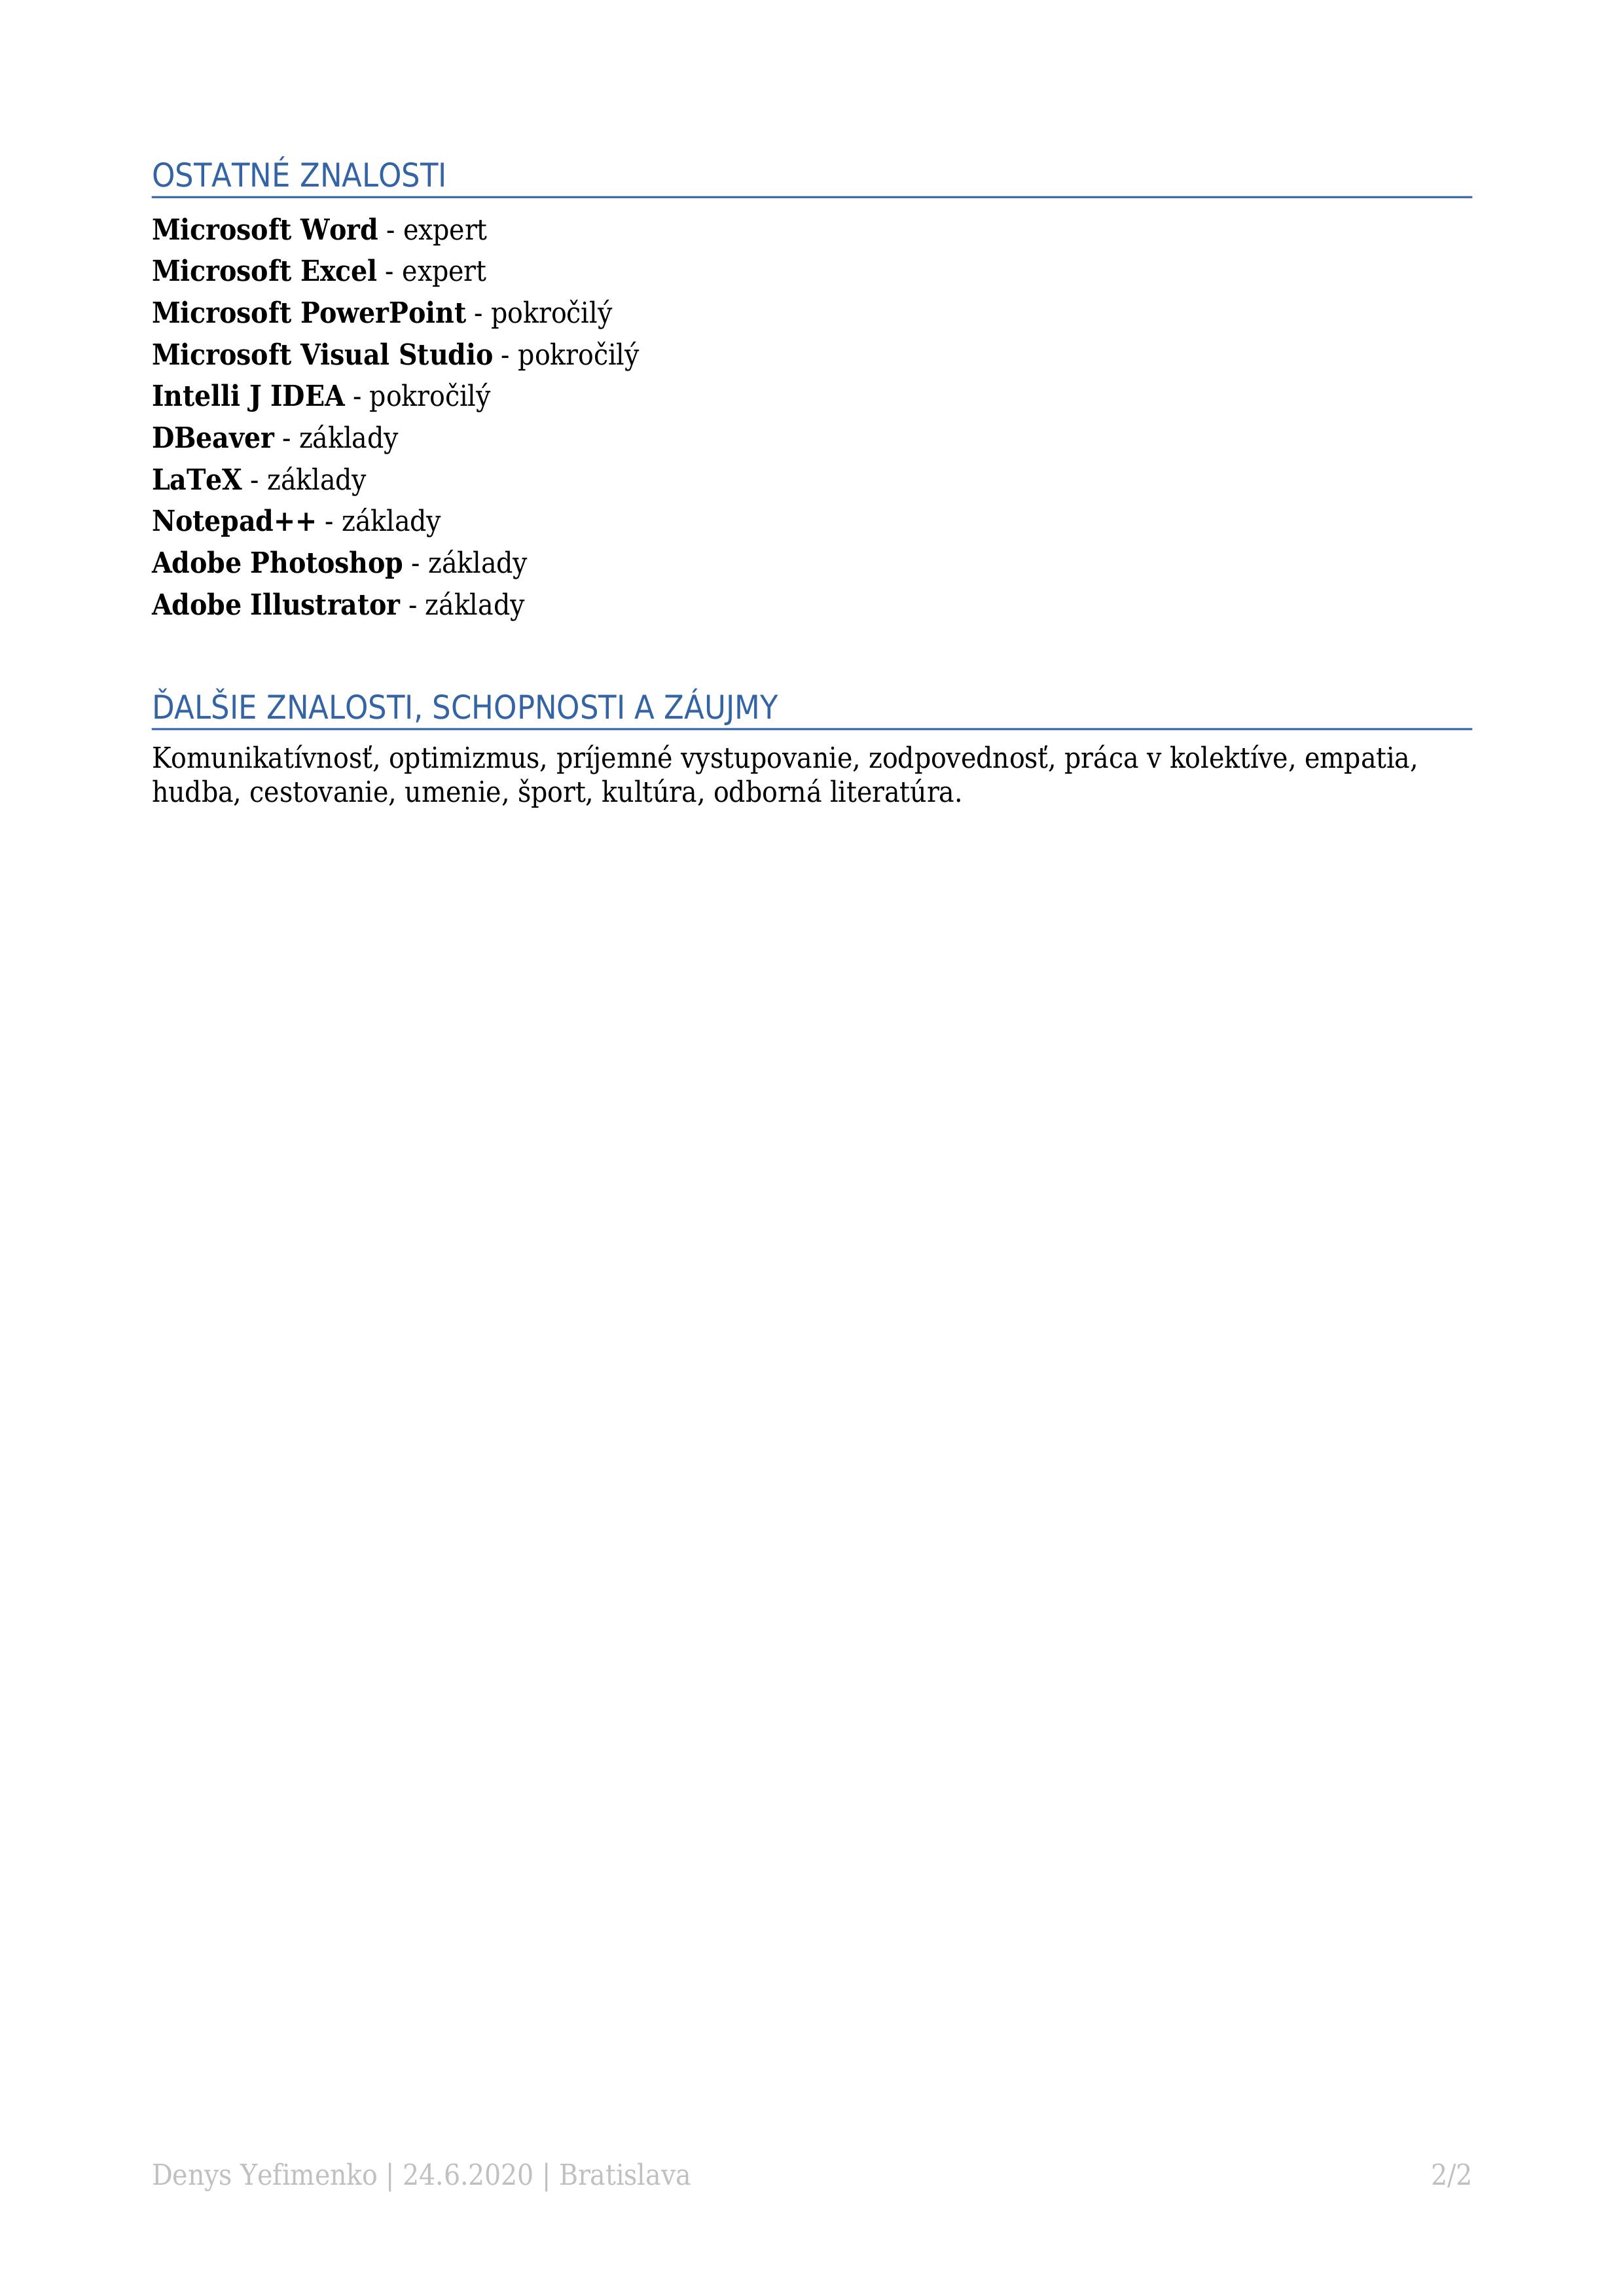 OSTATNÉ ZNALOSTI
Microsoft Word - expert
Microsoft Excel - expert
Microsoft PowerPoint - pokročilý
Microsoft Visual Studio - pokročilý
Intelli J IDEA - pokročilý
DBeaver - základy
LaTeX - základy
Notepad++ - základy
Adobe Photoshop - základy
Adobe Illustrator - základy
ĎALŠIE ZNALOSTI, SCHOPNOSTI A ZÁUJMY
Komunikatívnosť, optimizmus, príjemné vystupovanie, zodpovednosť, práca v kolektíve, empatia,
hudba, cestovanie, umenie, šport, kultúra, odborná literatúra.
Denys Yefimenko | 24.6.2020 | Bratislava 2/2